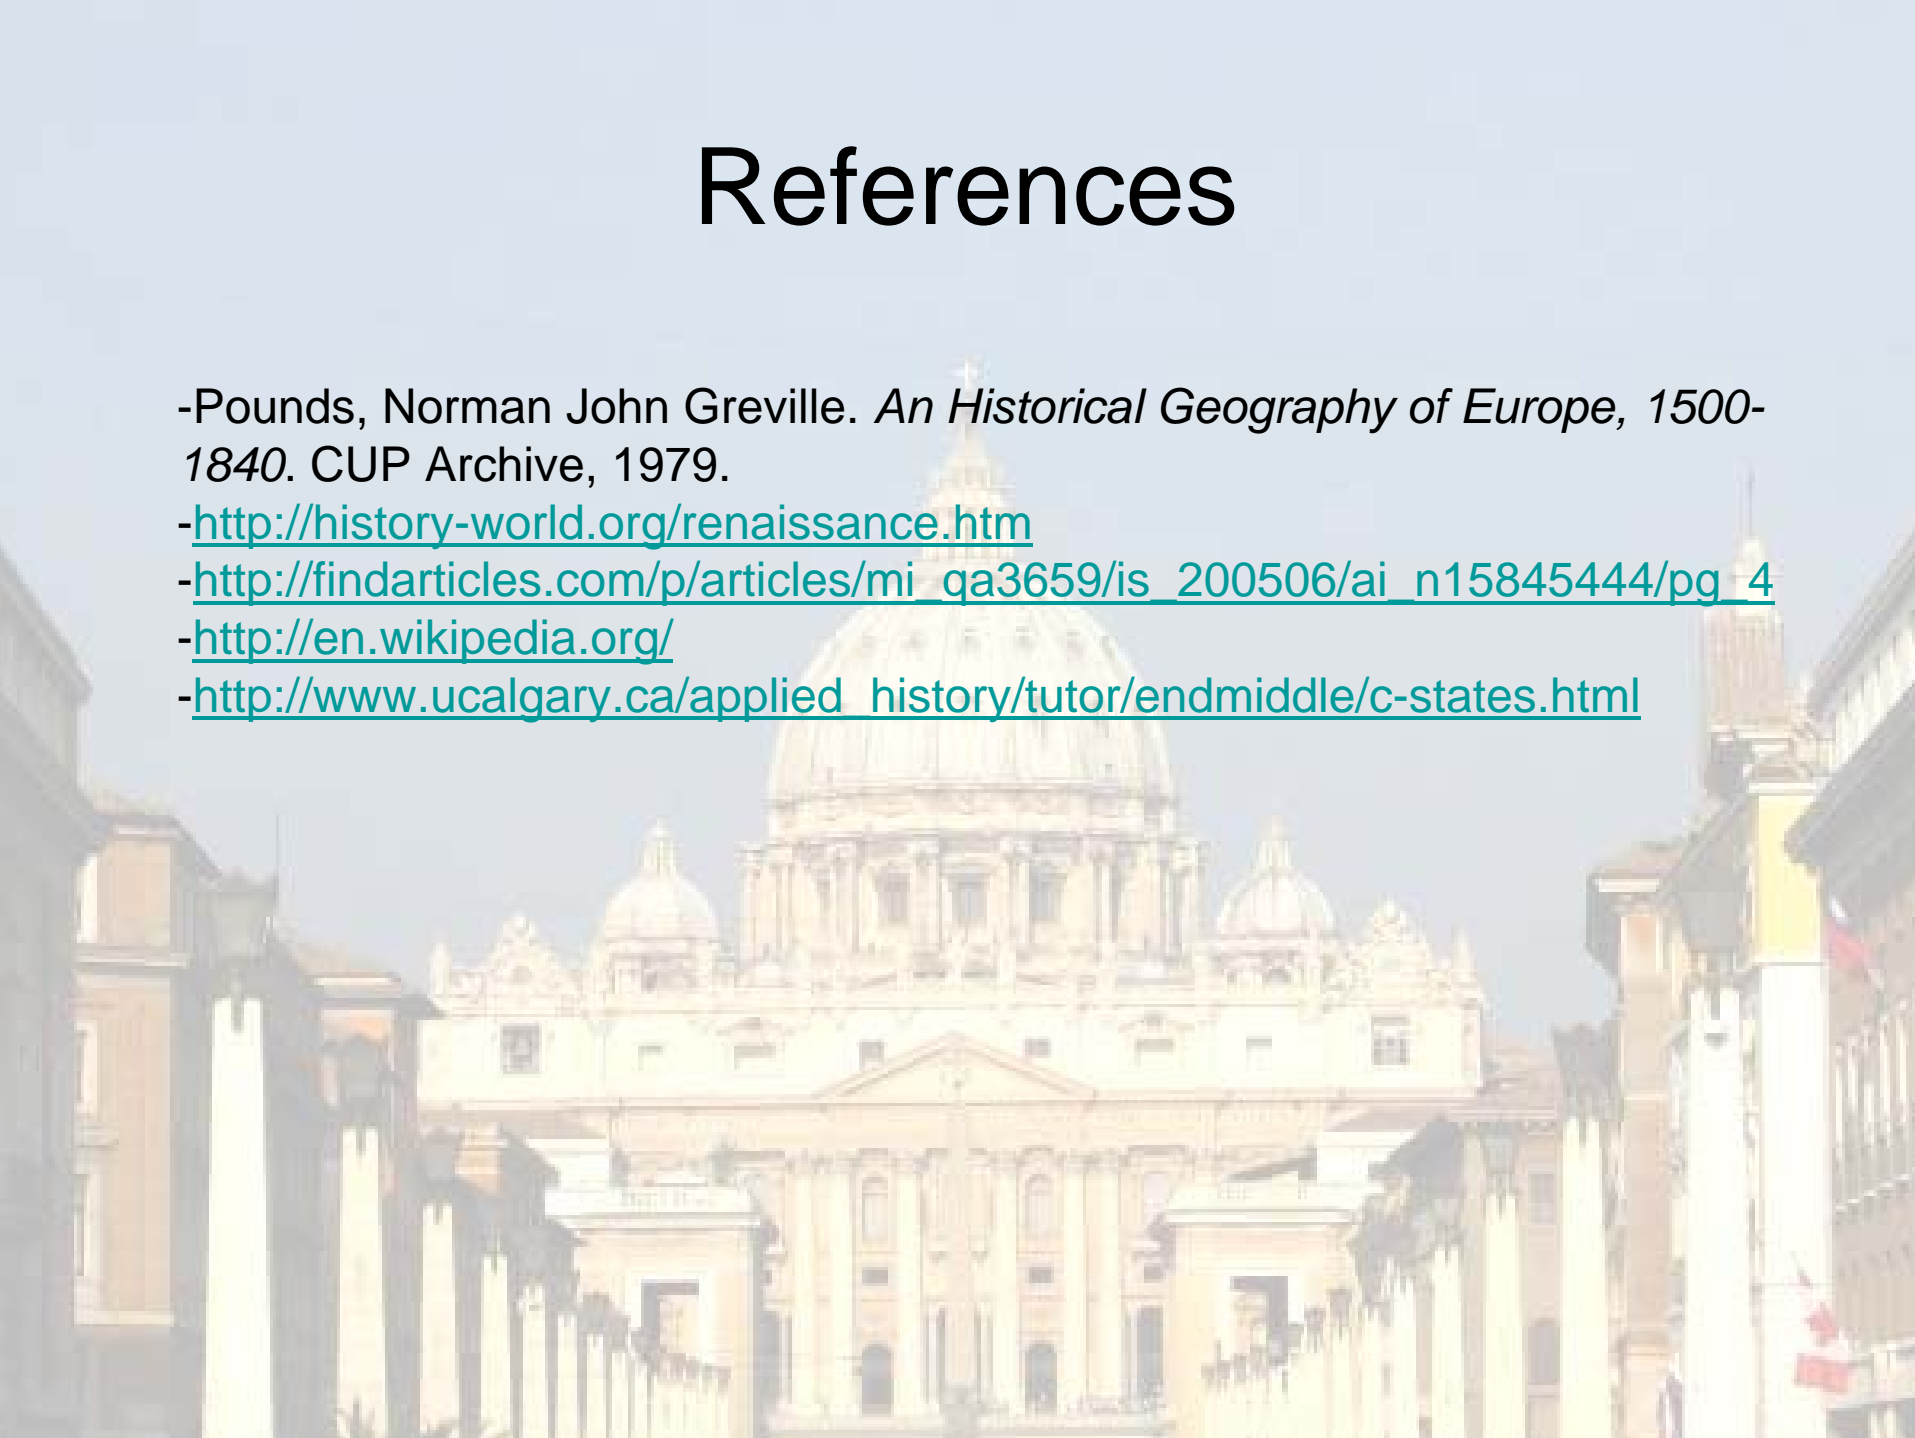 References
-Pounds, Norman John Greville. An Historical Geography of Europe, 1500-
1840. CUP Archive, 1979.
-http://history-world.org/renaissance.htm
-http://findarticles.com/p/articles/mi_qa3659/is_200506/ai_n15845444/pg_4
-http://en.wikipedia.org/
-http://www.ucalgary.ca/applied_history/tutor/endmiddle/c-states.html